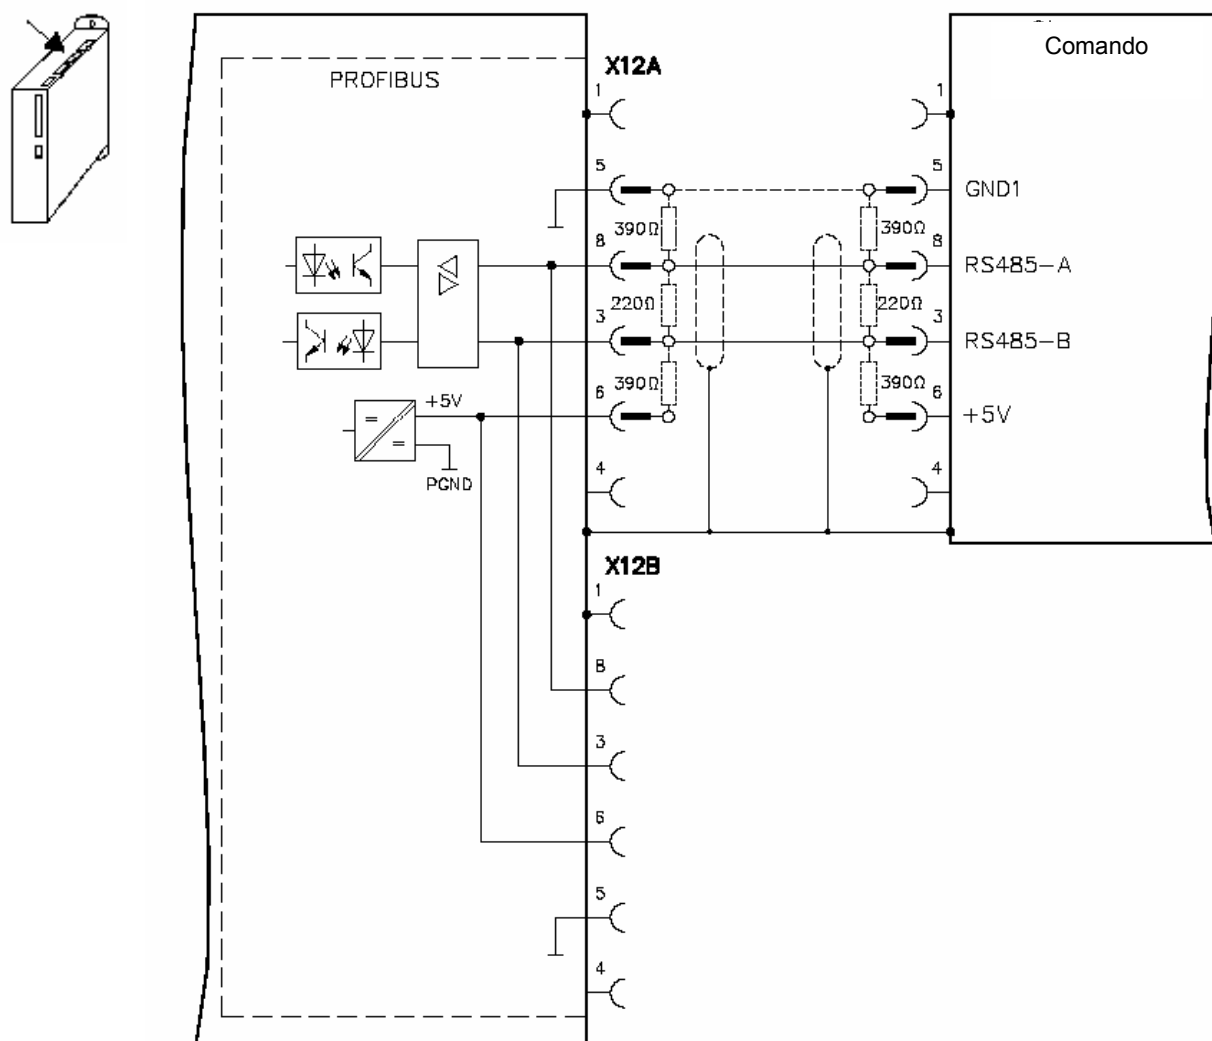 Comando
X12A
PROFIBUS
1
1
5
5
GND1
390Ω
390Ω
8
8
RS485-A
220Ω
220Ω
3
3
RS485-B
390Ω
390Ω
6
6
+5V
+5V
=
=
PGND
4
4
X12B
1
8
3
6
5
4